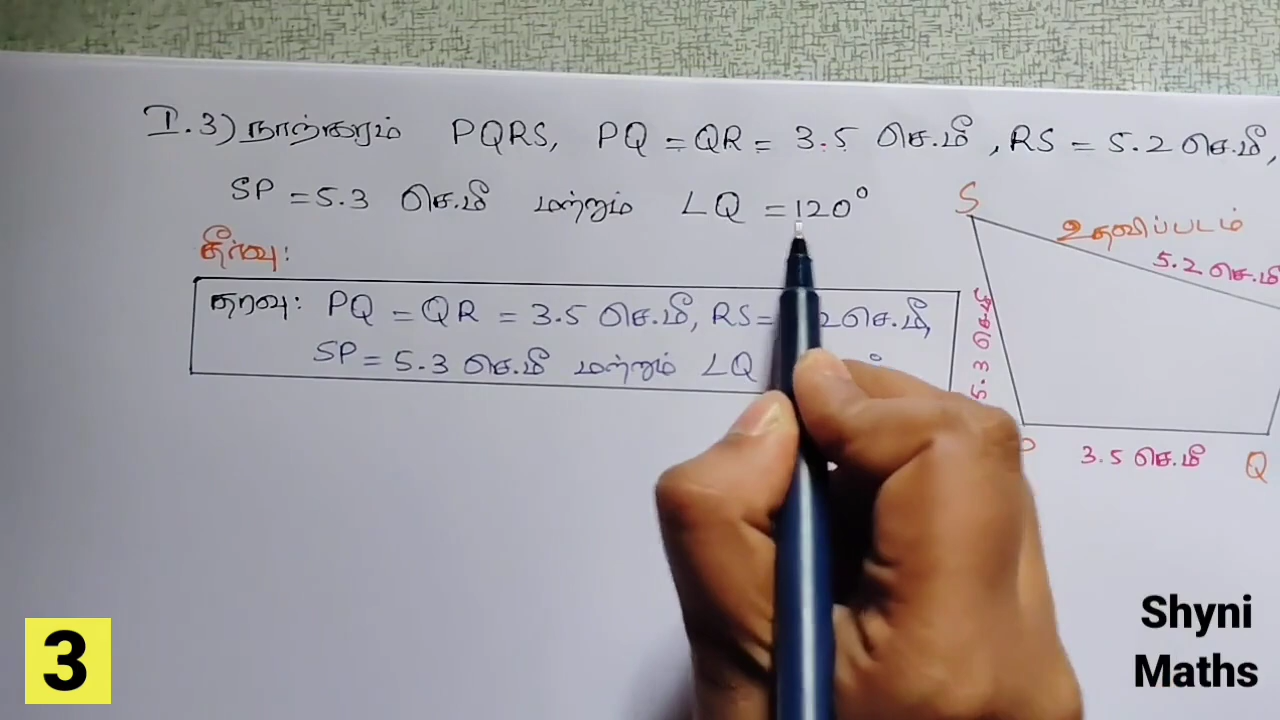 I.3) நாற்கரம் PQRS, PQ = QR = 3.5 செ.மீ, RS = 5.2 செ.மீ,
SP = 5.3 செ.மீ மற்றும் ∠Q = 120°
தீர்வு:
தரவு: PQ = QR = 3.5 செ.மீ, RS = 2 செ.மீ,
SP = 5.3 செ.மீ மற்றும் ∠Q °
S
உதவிப்படம்
5.2 செ.மீ
5.3 செ.மீ
P
3.5 செ.மீ Q
3
Shyni
Maths